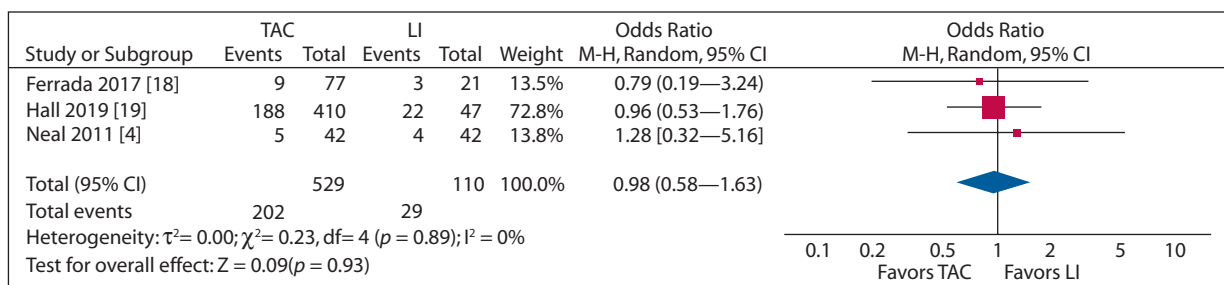 TAC LI Odds Ratio Odds Ratio
Study or Subgroup Events Total Events Total Weight M-H, Random, 95% CI M-H, Random, 95% CI
Ferrada 2017 [18] 9 77 3 21 13.5% 0.79 (0.19—3.24)
Hall 2019 [19] 188 410 22 47 72.8% 0.96 (0.53—1.76)
Neal 2011 [4] 5 42 4 42 13.8% 1.28 [0.32—5.16]
Total (95% CI) 529 110 100.0% 0.98 (0.58—1.63)
Total events 202 29
Heterogeneity: τ²= 0.00; χ²= 0.23, df= 4 (p = 0.89); I² = 0%
Test for overall effect: Z = 0.09(p = 0.93)
0.1 0.2 0.5 1 2 5 10
Favors TAC Favors LI